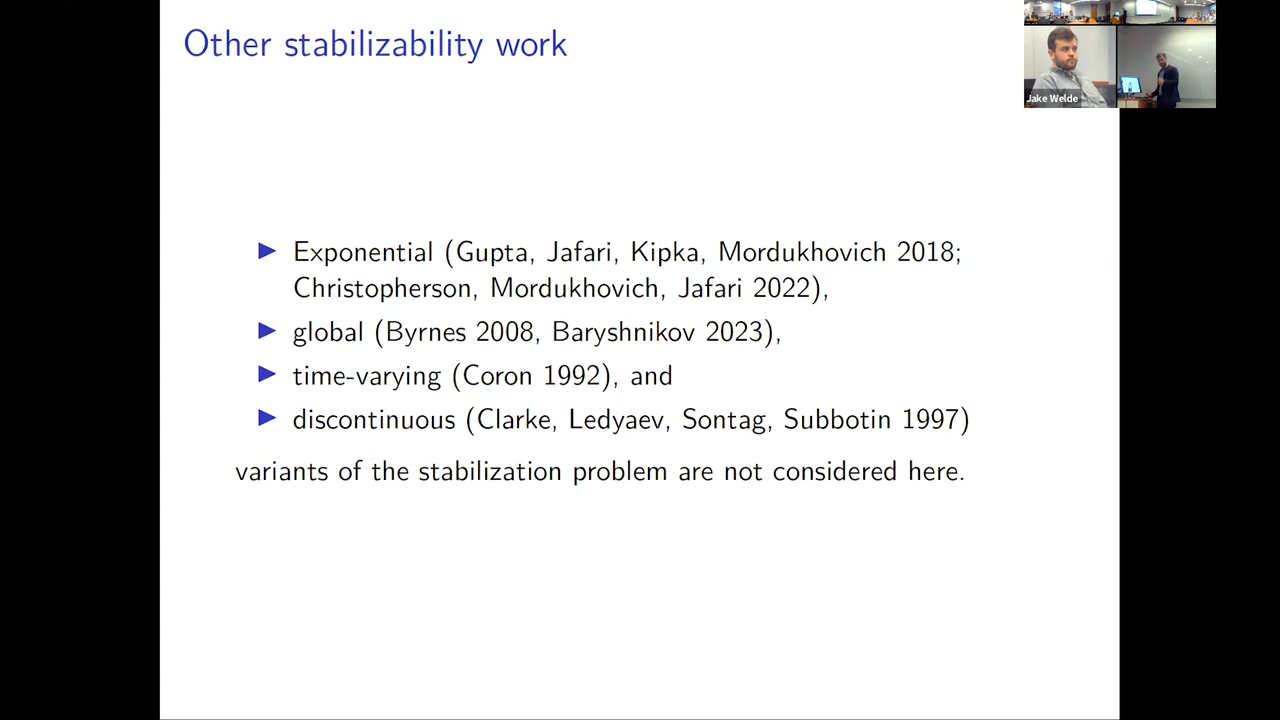 Other stabilizability work
Jake Welde
▶ Exponential (Gupta, Jafari, Kipka, Mordukhovich 2018;
Christopherson, Mordukhovich, Jafari 2022),
▶ global (Byrnes 2008, Baryshnikov 2023),
▶ time-varying (Coron 1992), and
▶ discontinuous (Clarke, Ledyaev, Sontag, Subbotin 1997)
variants of the stabilization problem are not considered here.